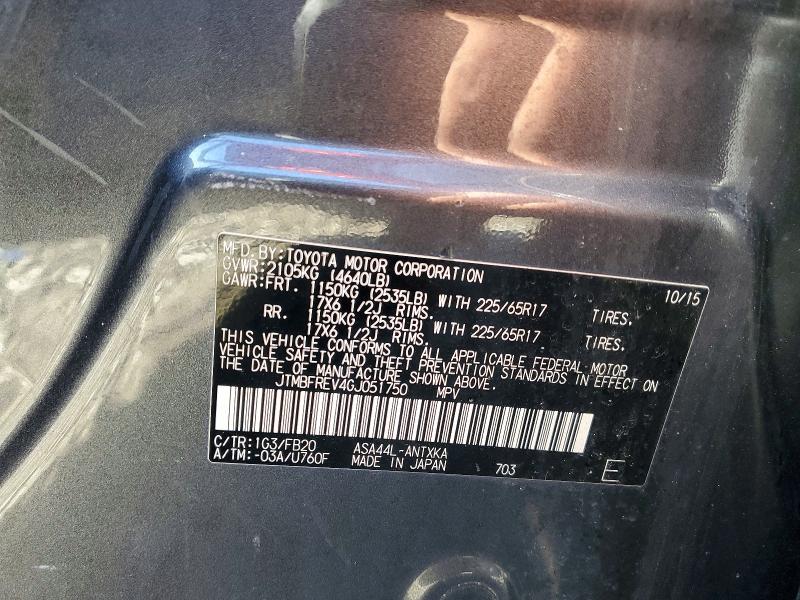 MFD. BY: TOYOTA MOTOR CORPORATION 10/15
GVWR: 2105KG (4640LB)
GAWR: FRT. 1150KG (2535LB) WITH 225/65R17 TIRES.
17X6 1/2J RIMS.
RR. 1150KG (2535LB) WITH 225/65R17 TIRES.
17X6 1/2J RIMS.
THIS VEHICLE CONFORMS TO ALL APPLICABLE FEDERAL MOTOR
VEHICLE SAFETY AND THEFT PREVENTION STANDARDS IN EFFECT ON
THE DATE OF MANUFACTURE SHOWN ABOVE.
JTMBFREV4GJ051750 MPV
C/TR: 1G3/FB20 ASA44L-ANTXKA
A/TM: -03A/U760F MADE IN JAPAN 703 E